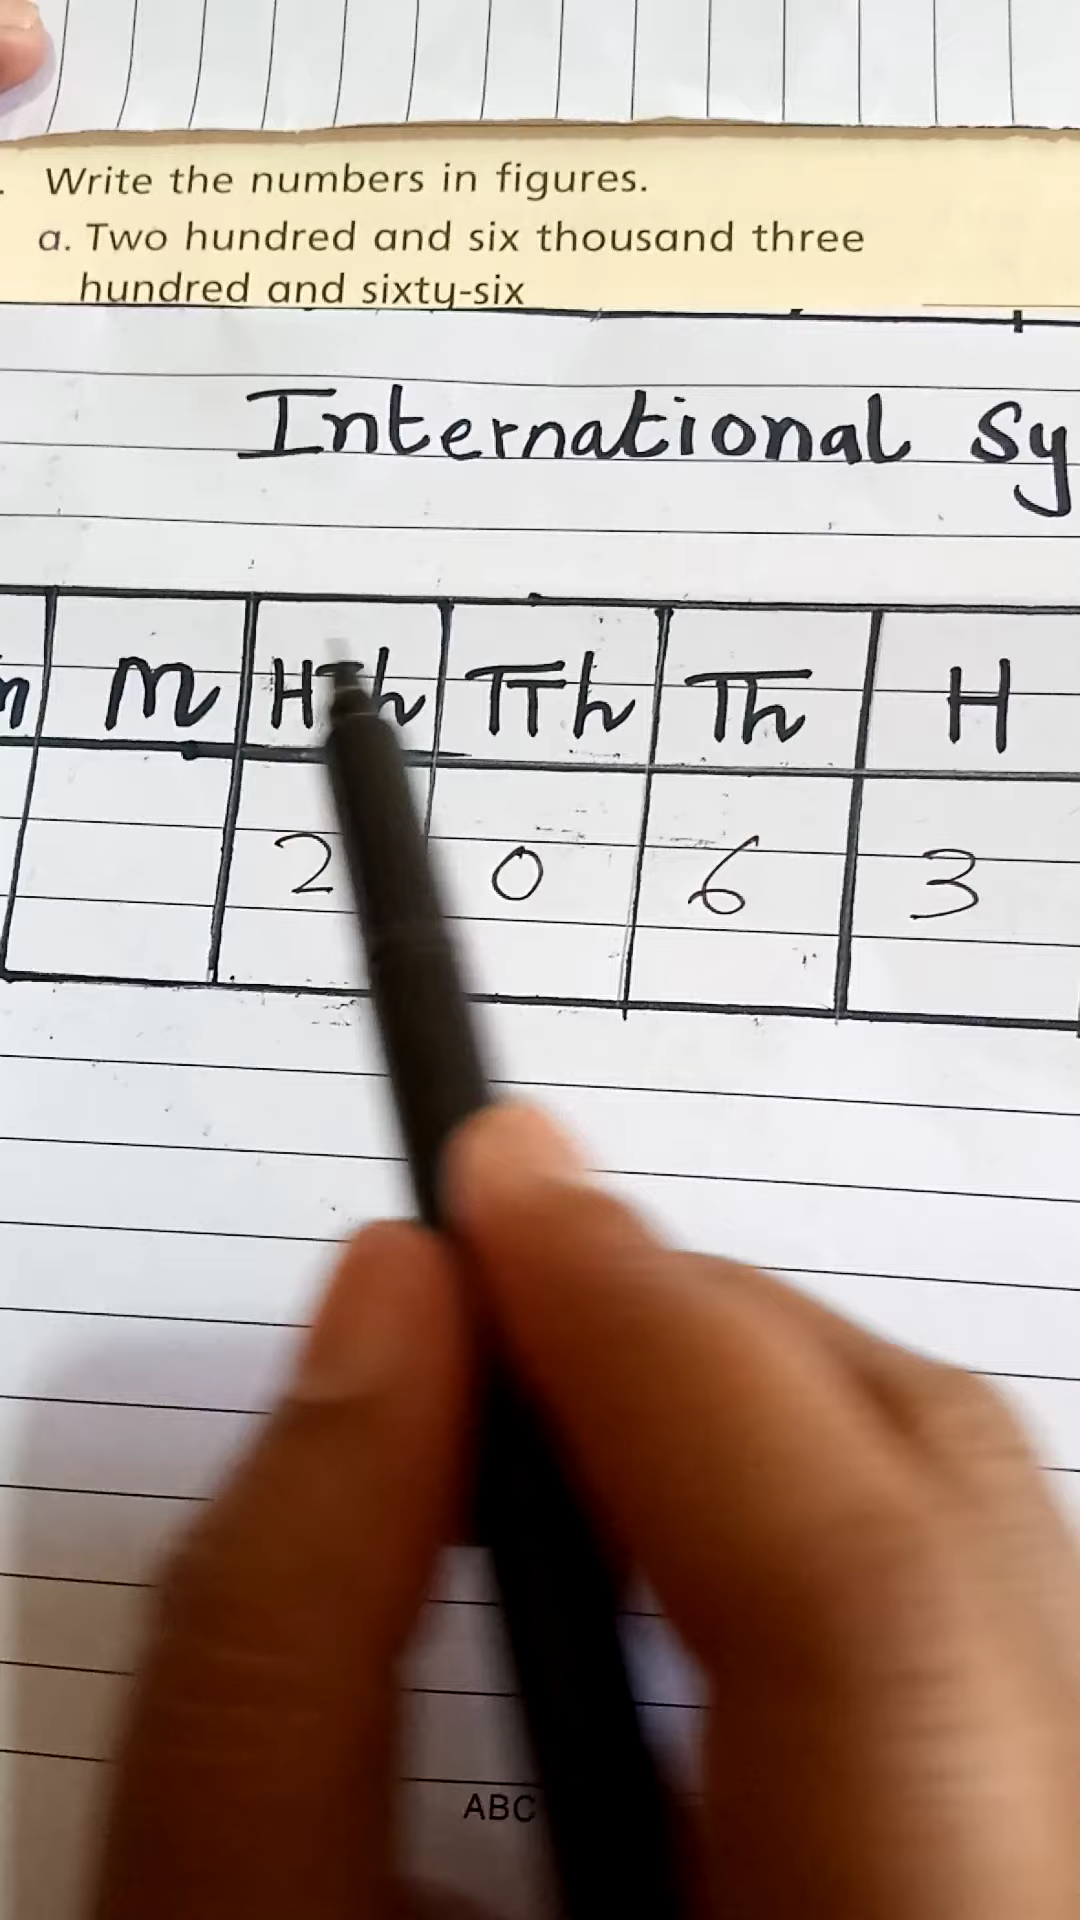 Write the numbers in figures.
a. Two hundred and six thousand three
hundred and sixty-six
International Sy
m M HTh TTh Th H
2 0 6 3
ABC